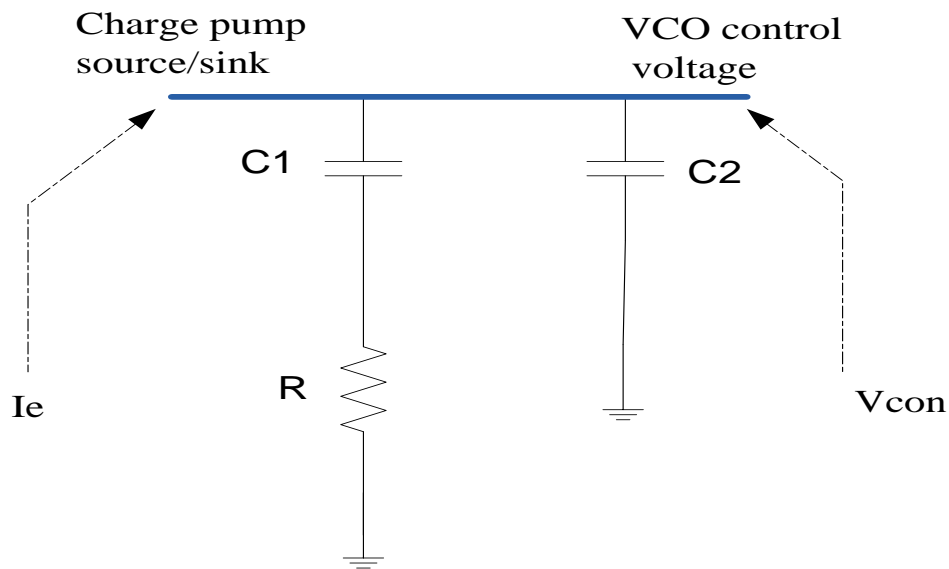 Charge pump
source/sink
VCO control
voltage
C1
C2
R
Ie
Vcon